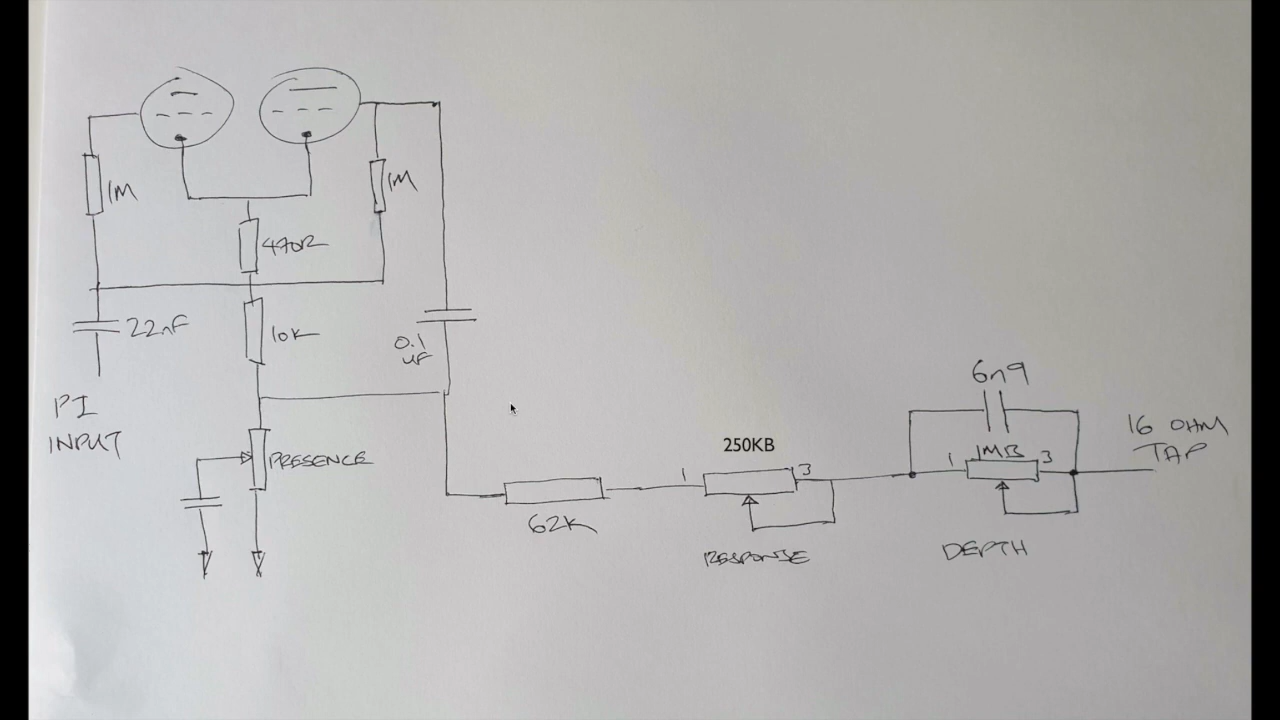 1M
1M
470R
22nF
10K
0.1
uF
PI
INPUT
PRESENCE
62K
1
250KB
3
RESPONSE
6n9
1
1MB
3
DEPTH
16 OHM
TAP